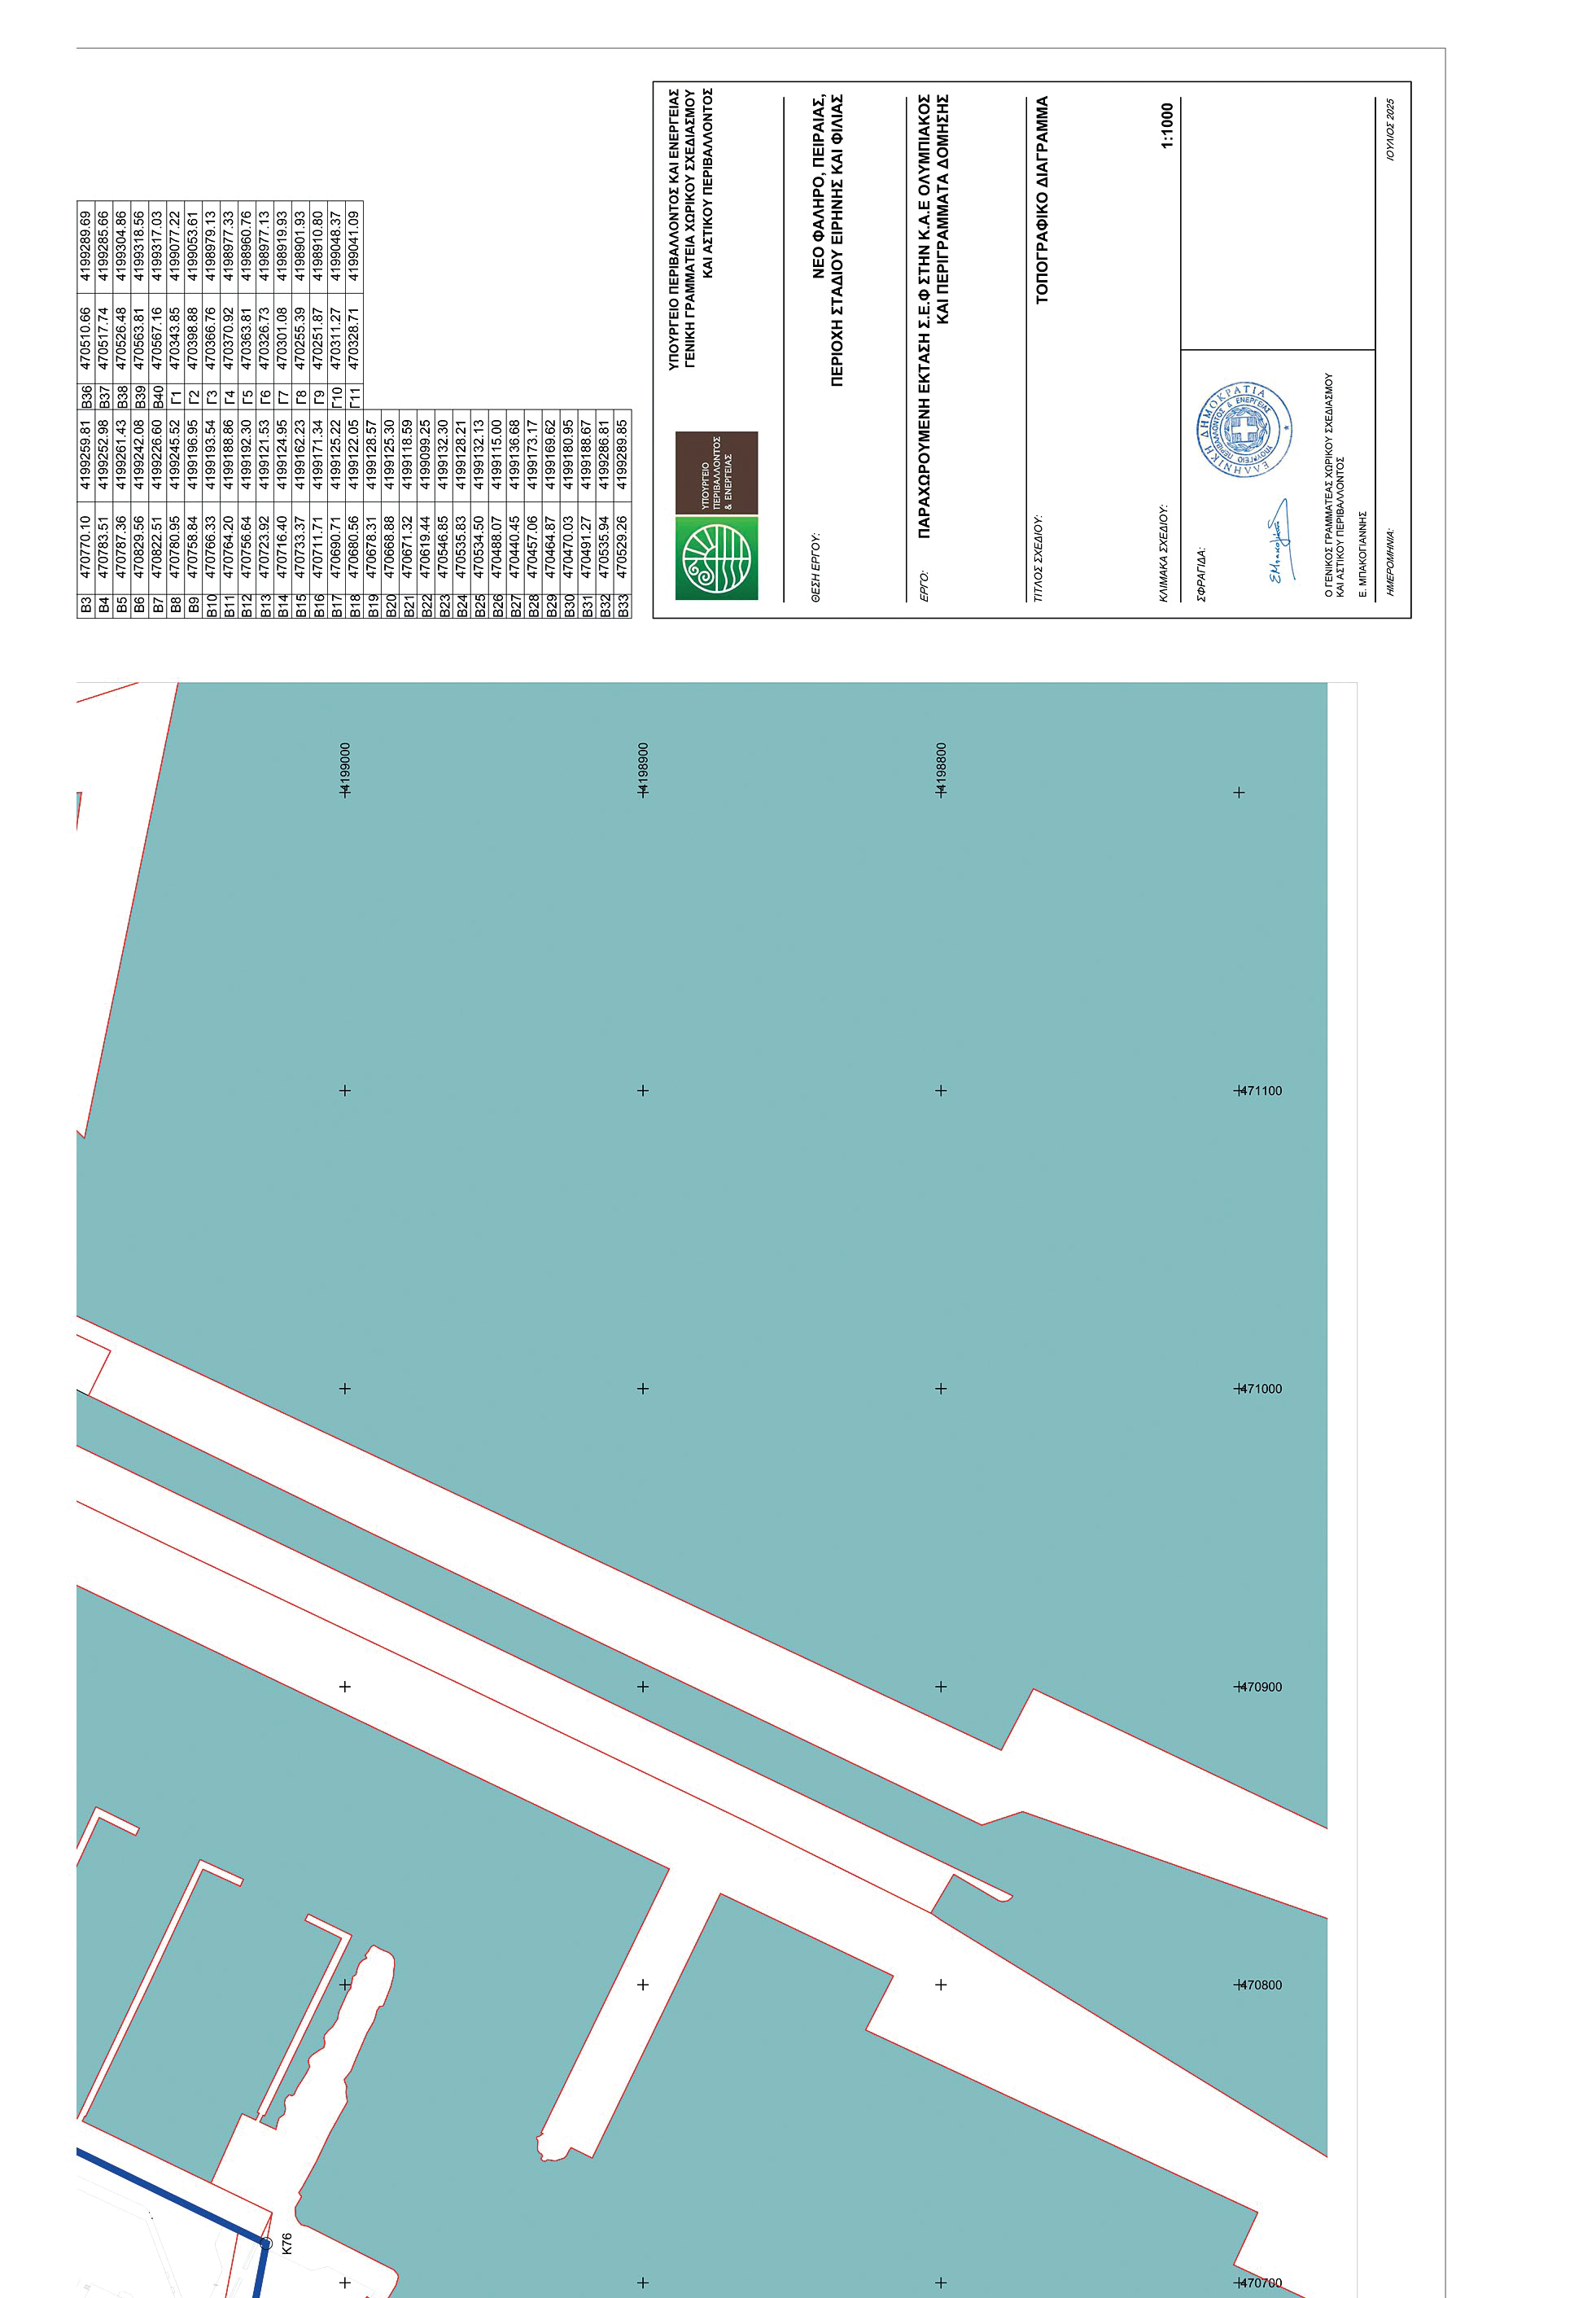 B3 470770.10 4199259.81 B36 470510.66 4199289.69
B4 470783.51 4199252.98 B37 470517.74 4199285.66
B5 470787.36 4199261.43 B38 470526.48 4199304.86
B6 470829.56 4199242.08 B39 470563.81 4199318.56
B7 470822.51 4199226.60 B40 470567.16 4199317.03
B8 470780.95 4199245.52 Γ1 470343.85 4199077.22
B9 470758.84 4199196.95 Γ2 470398.88 4199053.61
B10 470766.33 4199193.54 Γ3 470366.76 4198979.13
B11 470764.20 4199188.86 Γ4 470370.92 4198977.33
B12 470756.64 4199192.30 Γ5 470363.81 4198960.76
B13 470723.92 4199121.53 Γ6 470326.73 4198977.13
B14 470716.40 4199124.95 Γ7 470301.08 4198919.93
B15 470733.37 4199162.23 Γ8 470255.39 4198901.93
B16 470711.71 4199171.34 Γ9 470251.87 4198910.80
B17 470690.71 4199125.22 Γ10 470311.27 4199048.37
B18 470680.56 4199122.05 Γ11 470328.71 4199041.09
B19 470678.31 4199128.57
B20 470668.88 4199125.30
B21 470671.32 4199118.59
B22 470619.44 4199099.25
B23 470546.85 4199132.30
B24 470535.83 4199128.21
B25 470534.50 4199132.13
B26 470488.07 4199115.00
B27 470440.45 4199136.68
B28 470457.06 4199173.17
B29 470464.87 4199169.62
B30 470470.03 4199180.95
B31 470491.27 4199188.67
B32 470535.94 4199286.81
B33 470529.26 4199289.85
ΥΠΟΥΡΓΕΙΟ
ΠΕΡΙΒΑΛΛΟΝΤΟΣ
& ΕΝΕΡΓΕΙΑΣ
ΥΠΟΥΡΓΕΙΟ ΠΕΡΙΒΑΛΛΟΝΤΟΣ ΚΑΙ ΕΝΕΡΓΕΙΑΣ
ΓΕΝΙΚΗ ΓΡΑΜΜΑΤΕΙΑ ΧΩΡΙΚΟΥ ΣΧΕΔΙΑΣΜΟΥ
ΚΑΙ ΑΣΤΙΚΟΥ ΠΕΡΙΒΑΛΛΟΝΤΟΣ
ΘΕΣΗ ΕΡΓΟΥ:
ΝΕΟ ΦΑΛΗΡΟ, ΠΕΙΡΑΙΑΣ,
ΠΕΡΙΟΧΗ ΣΤΑΔΙΟΥ ΕΙΡΗΝΗΣ ΚΑΙ ΦΙΛΙΑΣ
ΕΡΓΟ:
ΠΑΡΑΧΩΡΟΥΜΕΝΗ ΕΚΤΑΣΗ Σ.Ε.Φ ΣΤΗΝ Κ.Α.Ε ΟΛΥΜΠΙΑΚΟΣ
ΚΑΙ ΠΕΡΙΓΡΑΜΜΑΤΑ ΔΟΜΗΣΗΣ
ΤΙΤΛΟΣ ΣΧΕΔΙΟΥ:
ΤΟΠΟΓΡΑΦΙΚΟ ΔΙΑΓΡΑΜΜΑ
ΚΛΙΜΑΚΑ ΣΧΕΔΙΟΥ:
1:1000
ΣΦΡΑΓΙΔΑ:
ΕΛΛΗΝΙΚΗ ΔΗΜΟΚΡΑΤΙΑ
ΥΠΟΥΡΓΕΙΟ ΠΕΡΙΒΑΛΛΟΝΤΟΣ & ΕΝΕΡΓΕΙΑΣ
Ο ΓΕΝΙΚΟΣ ΓΡΑΜΜΑΤΕΑΣ ΧΩΡΙΚΟΥ ΣΧΕΔΙΑΣΜΟΥ
ΚΑΙ ΑΣΤΙΚΟΥ ΠΕΡΙΒΑΛΛΟΝΤΟΣ
Ε. ΜΠΑΚΟΓΙΑΝΝΗΣ
ΗΜΕΡΟΜΗΝΙΑ:
ΙΟΥΛΙΟΣ 2025
4199000
4198900
4198800
471100
471000
470900
470800
470700
K76